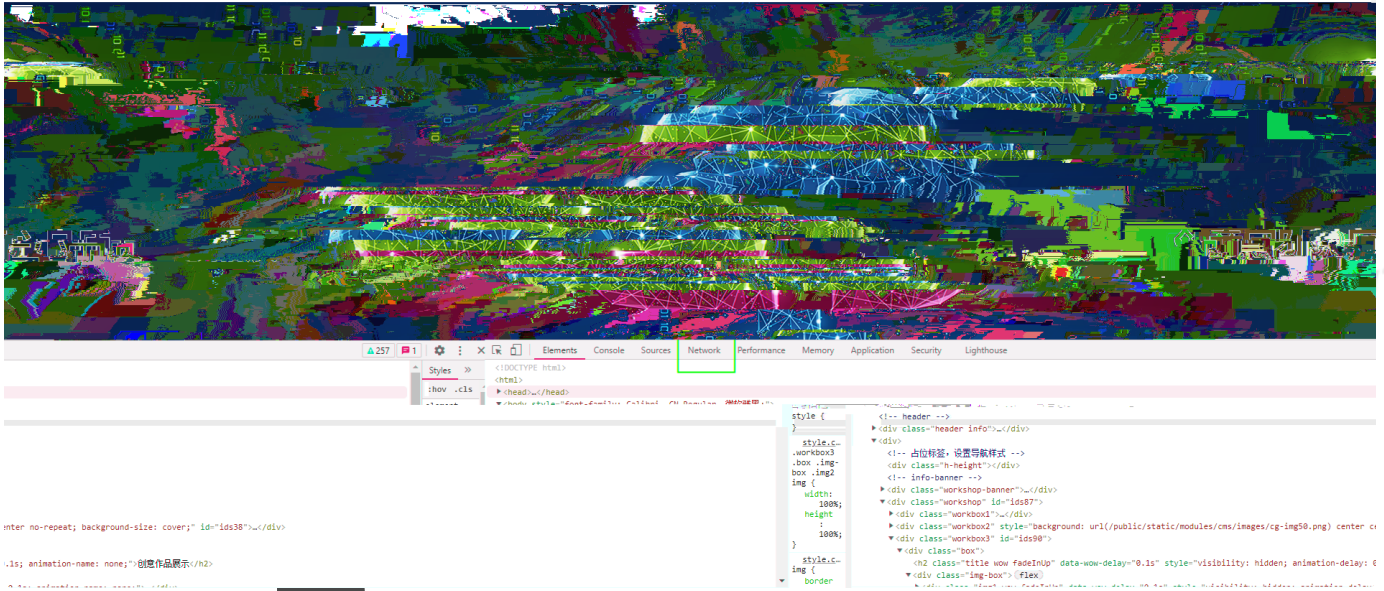 257 1 Elements Console Sources Network Performance Memory Application Security Lighthouse
Styles »
<!DOCTYPE html>
<html>
:hov .cls
▶<head>…</head>
style {
}
<!-- header -->
▶<div class="header info">…</div>
▼<div>
<!-- 占位标签，设置导航样式 -->
<div class="h-height"></div>
<!-- info-banner -->
▶<div class="workshop-banner">…</div>
▼<div class="workshop" id="ids87">
▶<div class="workbox1">…</div>
▶<div class="workbox2" style="background: url(/public/static/modules/cms/images/cg-img50.png) center
▼<div class="workbox3" id="ids90">
▼<div class="box">
<h2 class="title wow fadeInUp" data-wow-delay="0.1s" style="visibility: hidden; animation-delay:
▼<div class="img-box"> flex
style.c…
.workbox3
.box .img-
box .img2
img {
width:
100%;
height
:
100%;
}
style.c…
img {
border
enter no-repeat; background-size: cover;" id="ids38">…</div>
.1s; animation-name: none;">创意作品展示</h2>